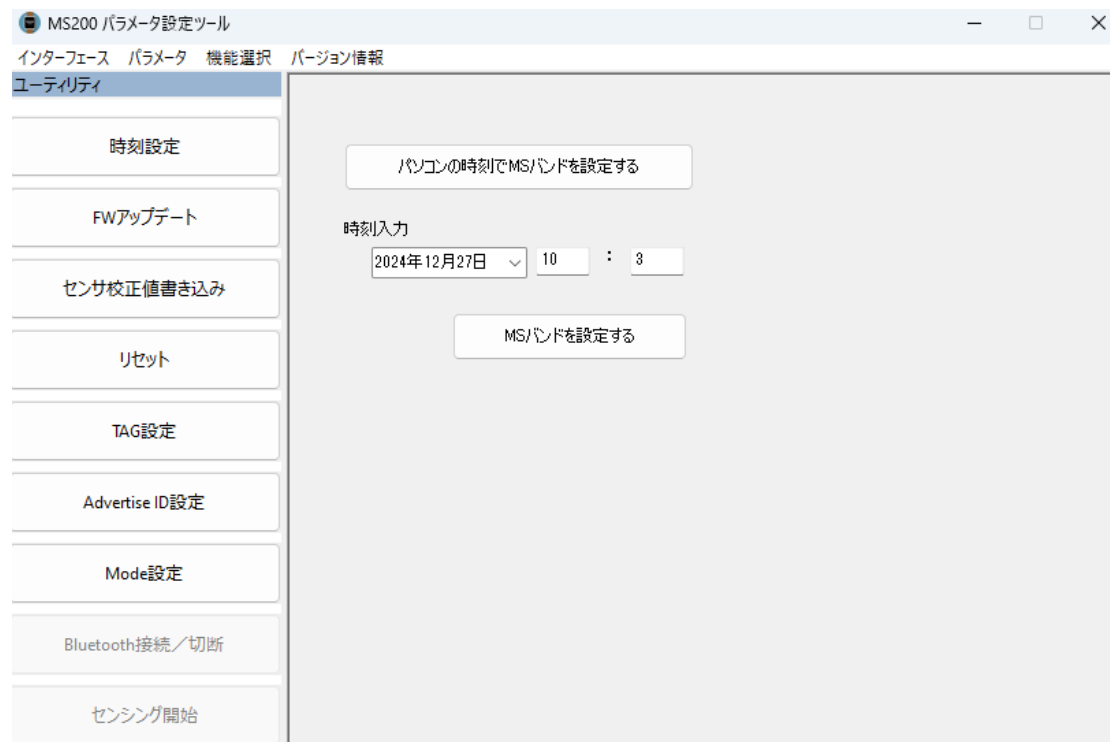 MS200 パラメータ設定ツール
インターフェース パラメータ 機能選択 バージョン情報
ユーティリティ
時刻設定
FWアップデート
センサ校正値書き込み
リセット
TAG設定
Advertise ID設定
Mode設定
Bluetooth接続／切断
センシング開始
パソコンの時刻でMSバンドを設定する
時刻入力
2024年12月27日 10 : 3
MSバンドを設定する